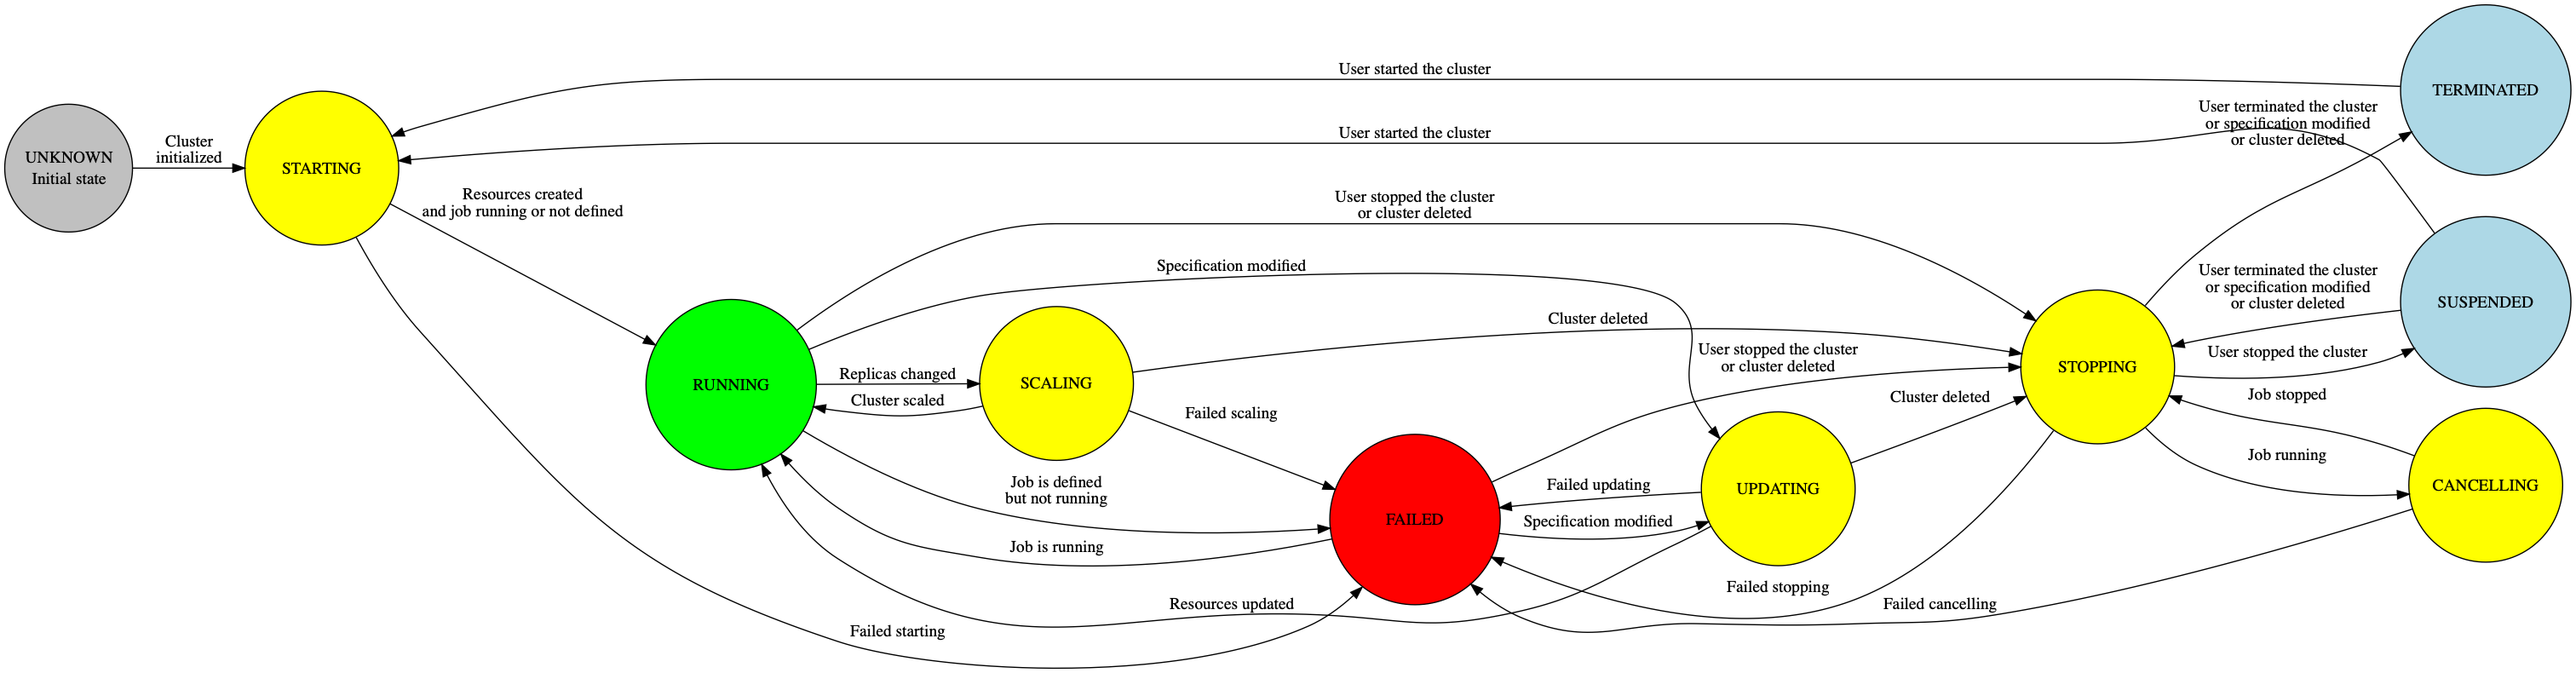 UNKNOWN
Initial state
Cluster
initialized
STARTING
User started the cluster
User started the cluster
Resources created
and job running or not defined
RUNNING
User stopped the cluster
or cluster deleted
Specification modified
Replicas changed
Cluster scaled
SCALING
Cluster deleted
Failed scaling
Job is defined
but not running
Job is running
Resources updated
Failed starting
FAILED
User stopped the cluster
or cluster deleted
Failed updating
Specification modified
UPDATING
Cluster deleted
Failed stopping
Failed cancelling
STOPPING
User terminated the cluster
or specification modified
or cluster deleted
User terminated the cluster
or specification modified
or cluster deleted
User stopped the cluster
Job stopped
Job running
TERMINATED
SUSPENDED
CANCELLING